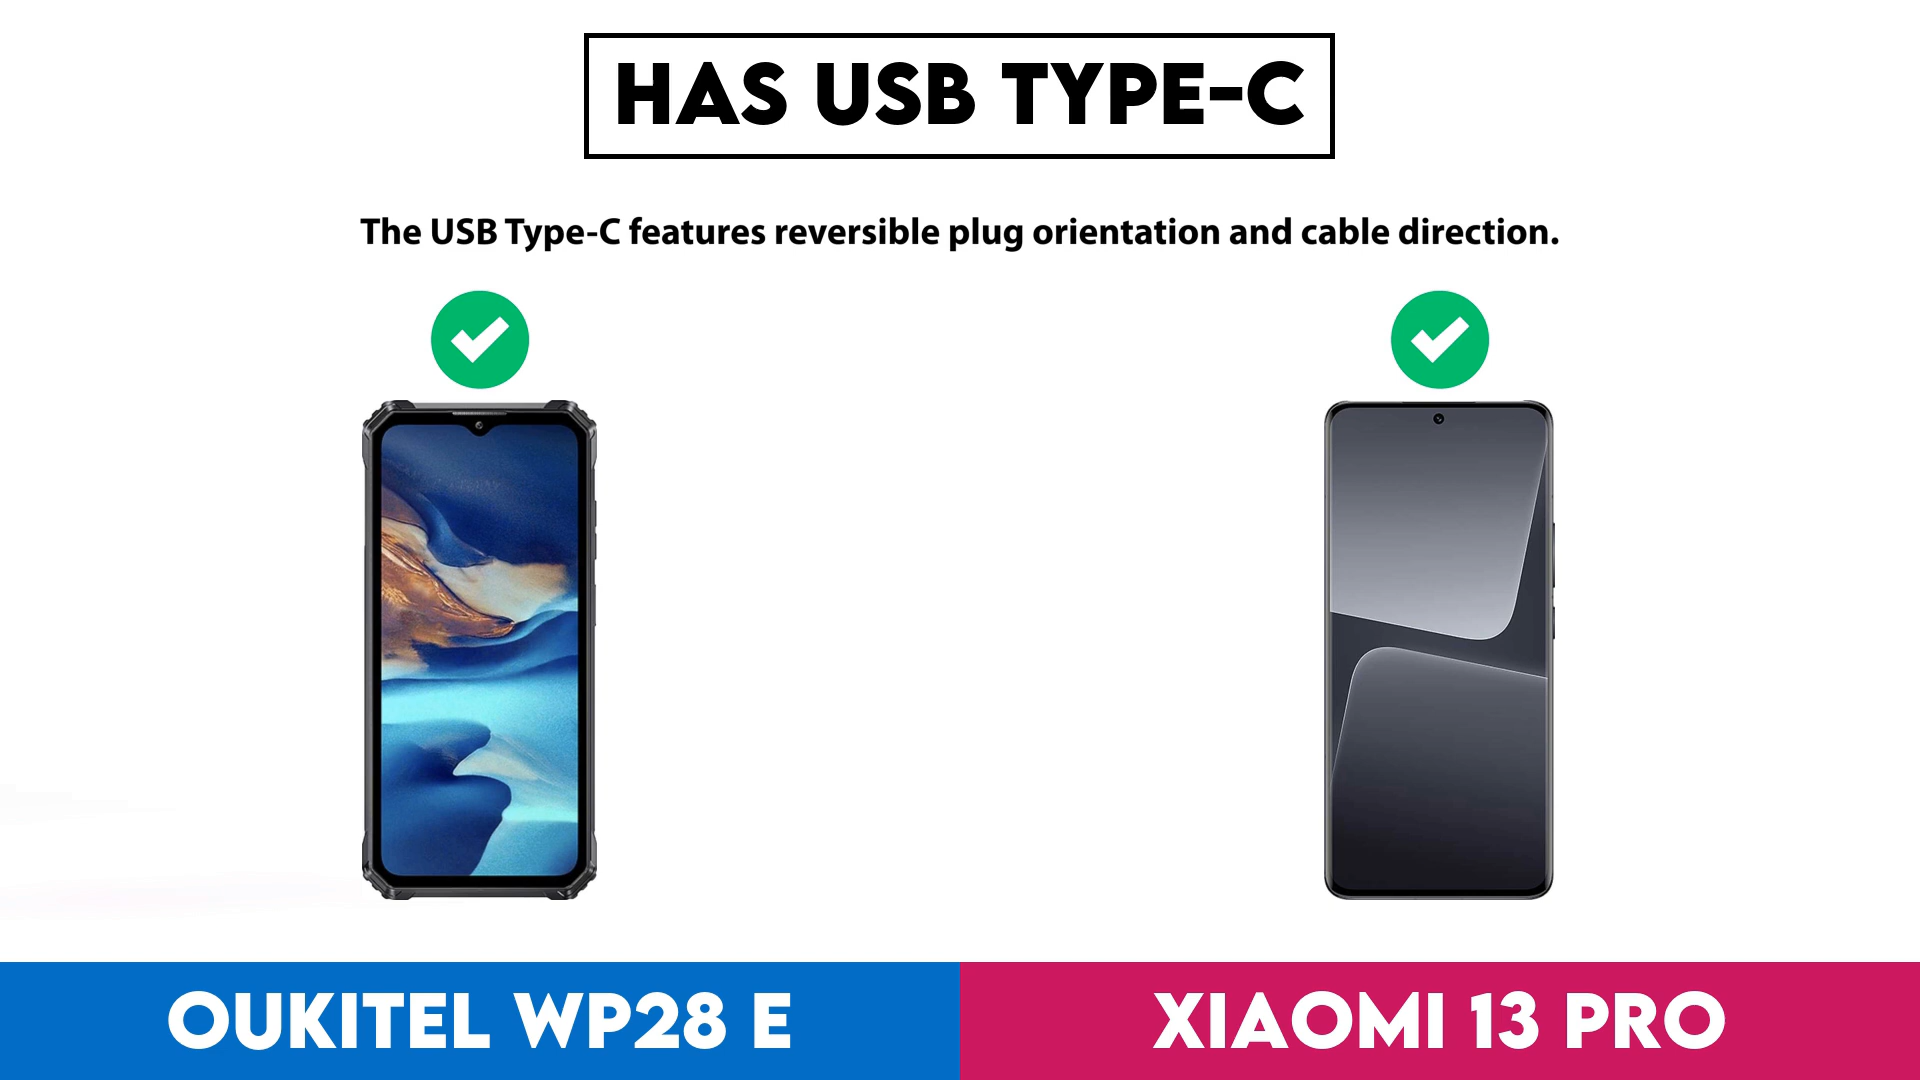 HAS USB TYPE-C
The USB Type-C features reversible plug orientation and cable direction.
OUKITEL WP28 E
XIAOMI 13 PRO